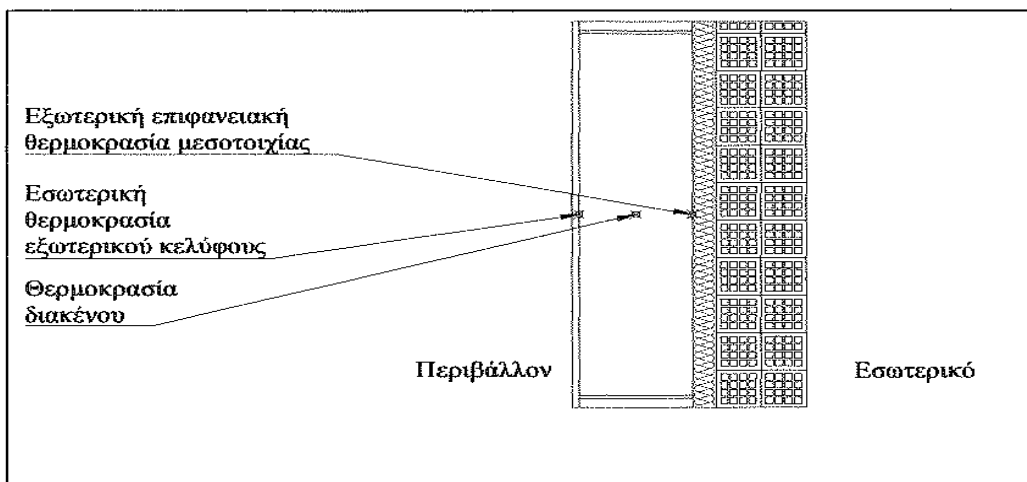 Εξωτερική επιφανειακή
θερμοκρασία μεσοτοιχίας
Εσωτερική
θερμοκρασία
εξωτερικού κελύφους
Θερμοκρασία
διακένου
Περιβάλλον
Εσωτερικό